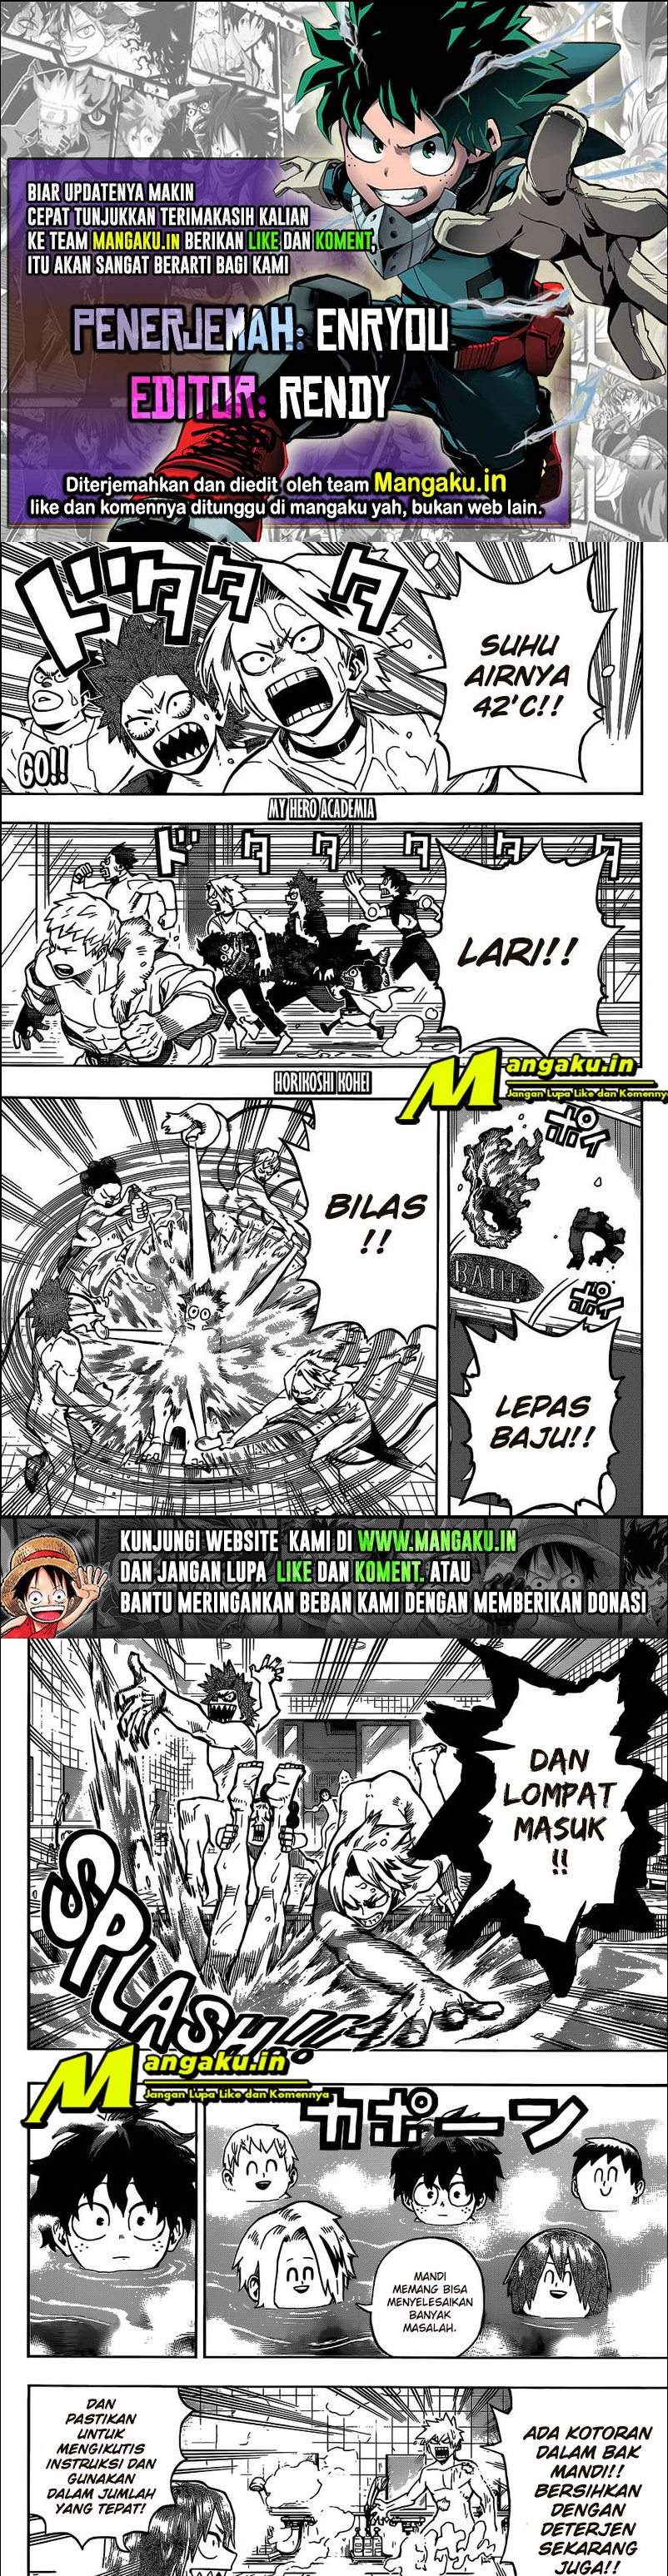 BIAR UPDATENYA MAKIN
CEPAT TUNJUKKAN TERIMAKASIH KALIAN
KE TEAM MANGAKU.IN BERIKAN LIKE DAN KOMENT,
ITU AKAN SANGAT BERARTI BAGI KAMI
PENERJEMAH: ENRYOU
EDITOR: RENDY
Diterjemahkan dan diedit oleh team Mangaku.in
like dan komennya ditunggu di mangaku yah, bukan web lain.
ドタタタ
SUHU
AIRNYA
42'C!!
GO!!
MY HERO ACADEMIA
ドタタタタタ
LARI!!
HORIKOSHI KOHEI
Mangaku.in
Jangan Lupa Like dan Komenny
ポイ
BATH
ポイ
LEPAS
BAJU!!
BILAS
!!
KUNJUNGI WEBSITE KAMI DI WWW.MANGAKU.IN
DAN JANGAN LUPA LIKE DAN KOMENT. ATAU
BANTU MERINGANKAN BEBAN KAMI DENGAN MEMBERIKAN DONASI
DAN
LOMPAT
MASUK
!!
SPLASH!!
Mangaku.in
Jangan Lupa Like dan Komennya
カポーン
MANDI
MEMANG BISA
MENYELESAIKAN
BANYAK
MASALAH.
DAN
PASTIKAN
UNTUK
MENGIKUTIS
INSTRUKSI DAN
GUNAKAN
DALAM JUMLAH
YANG TEPAT!
ADA KOTORAN
DALAM BAK
MANDI!!
BERSIHKAN
DENGAN
DETERJEN
SEKARANG
JUGA!!